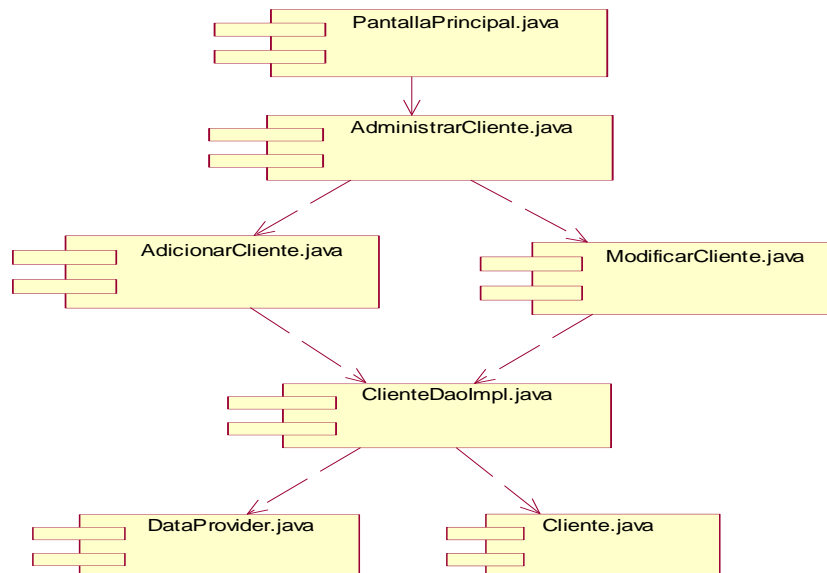 PantallaPrincipal.java
AdministrarCliente.java
AdicionarCliente.java
ModificarCliente.java
ClienteDaoImpl.java
DataProvider.java
Cliente.java